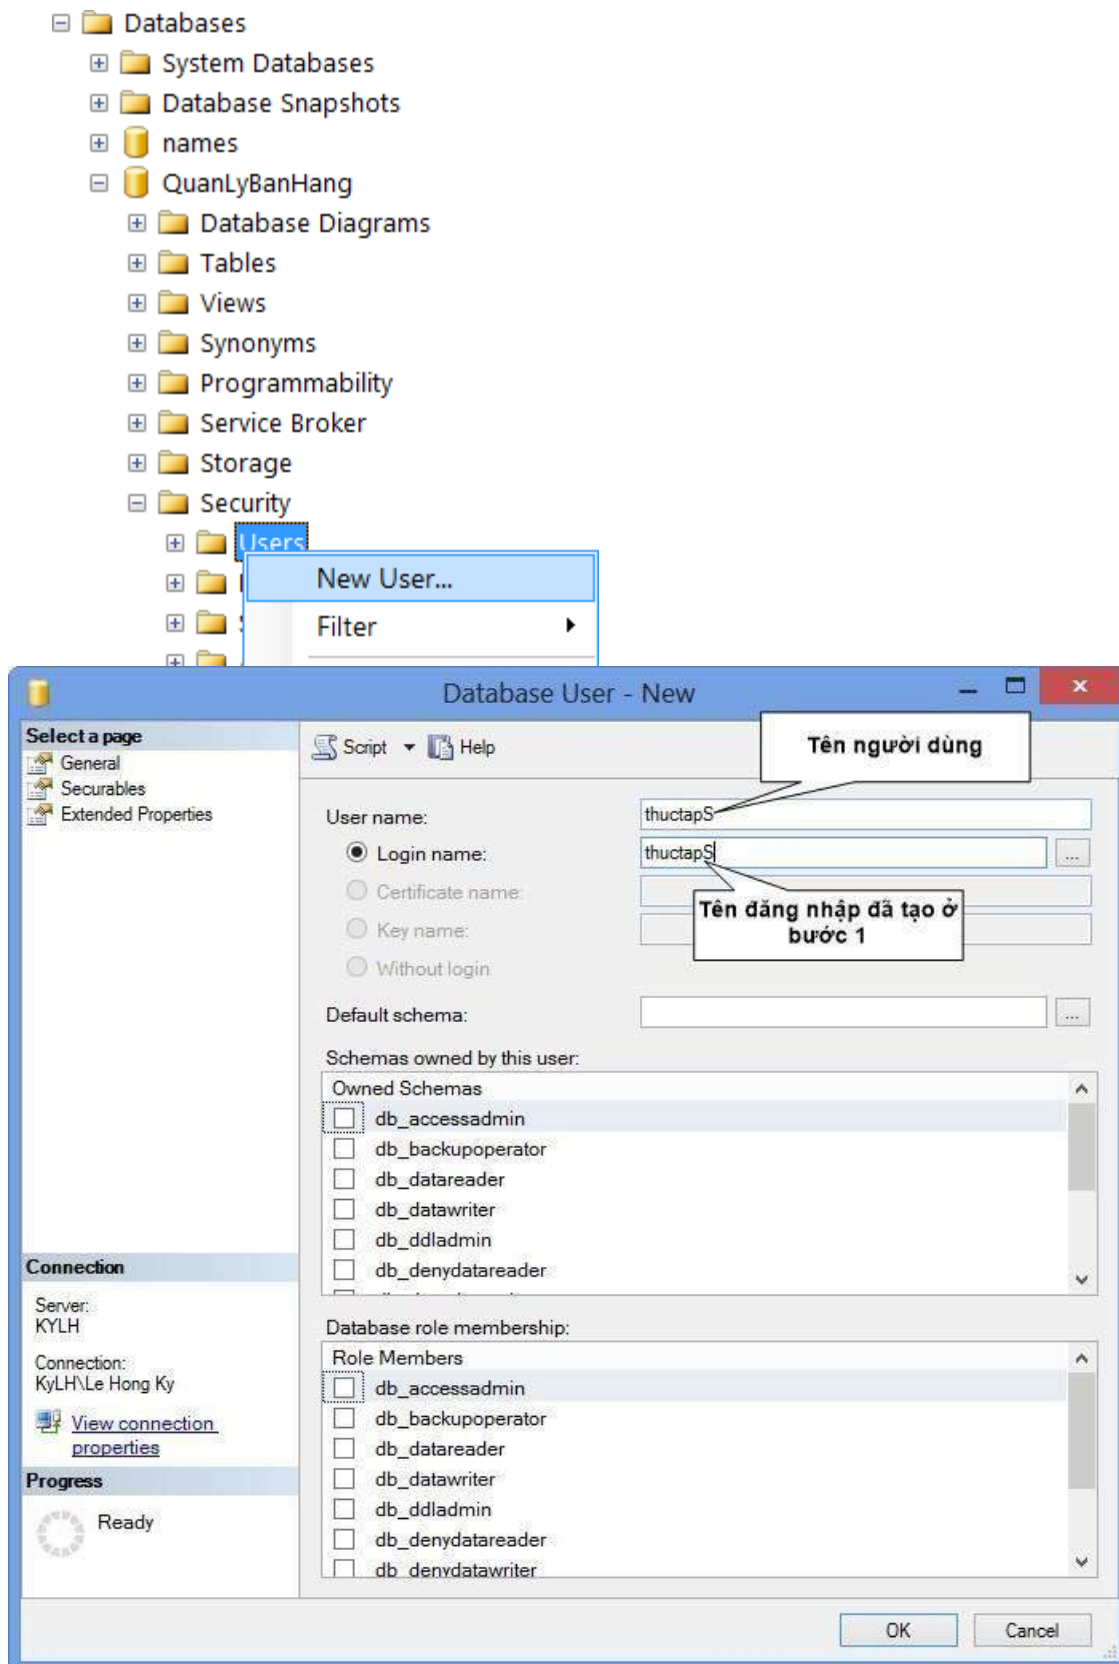 Databases
System Databases
Database Snapshots
names
QuanLyBanHang
Database Diagrams
Tables
Views
Synonyms
Programmability
Service Broker
Storage
Security
Users
New User...
Filter
Database User - New
Select a page
General
Securables
Extended Properties
Script
Help
Tên người dùng
User name:
thuctapS
Login name:
thuctapS
...
Certificate name:
Tên đăng nhập đã tạo ở
bước 1
Key name:
Without login
Default schema:
...
Schemas owned by this user:
Owned Schemas
db_accessadmin
db_backupoperator
db_datareader
db_datawriter
db_ddladmin
db_denydatareader
Database role membership:
Role Members
db_accessadmin
db_backupoperator
db_datareader
db_datawriter
db_ddladmin
db_denydatareader
db_denydatawriter
Connection
Server:
KYLH
Connection:
KyLH\Le Hong Ky
View connection
properties
Progress
Ready
OK
Cancel